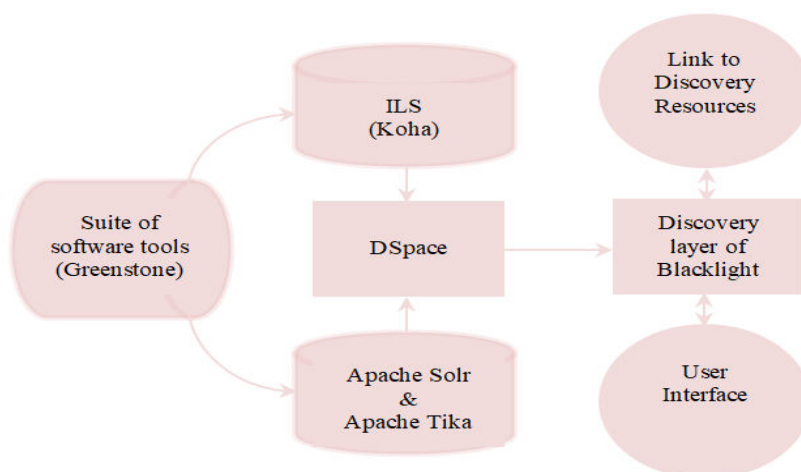 Suite of
software tools
(Greenstone)
ILS
(Koha)
DSpace
Apache Solr
&
Apache Tika
Link to
Discovery
Resources
Discovery
layer of
Blacklight
User
Interface